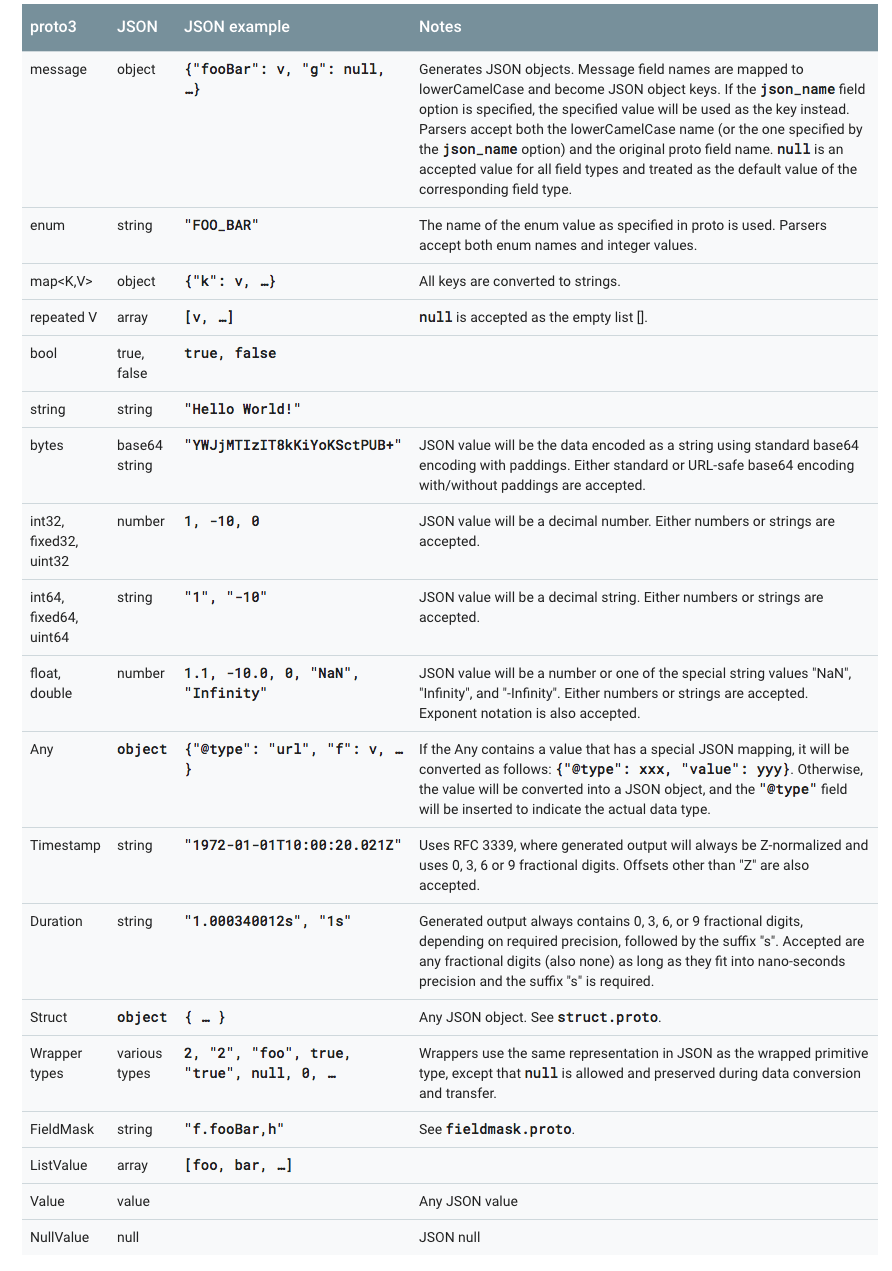 proto3 JSON JSON example Notes
message object {"fooBar": v, "g": null, Generates JSON objects. Message field names are mapped to
…} lowerCamelCase and become JSON object keys. If the json_name field
option is specified, the specified value will be used as the key instead.
Parsers accept both the lowerCamelCase name (or the one specified by
the json_name option) and the original proto field name. null is an
accepted value for all field types and treated as the default value of the
corresponding field type.
enum string "FOO_BAR" The name of the enum value as specified in proto is used. Parsers
accept both enum names and integer values.
map<K,V> object {"k": v, …} All keys are converted to strings.
repeated V array [v, …] null is accepted as the empty list [].
bool true, true, false
false
string string "Hello World!"
bytes base64 "YWJjMTIzIT8kKiYoKSctPUB+" JSON value will be the data encoded as a string using standard base64
string encoding with paddings. Either standard or URL-safe base64 encoding
with/without paddings are accepted.
int32, number 1, -10, 0 JSON value will be a decimal number. Either numbers or strings are
fixed32, accepted.
uint32
int64, string "1", "-10" JSON value will be a decimal string. Either numbers or strings are
fixed64, accepted.
uint64
float, number 1.1, -10.0, 0, "NaN", JSON value will be a number or one of the special string values "NaN",
double "Infinity" "Infinity", and "-Infinity". Either numbers or strings are accepted.
Exponent notation is also accepted.
Any object {"@type": "url", "f": v, … If the Any contains a value that has a special JSON mapping, it will be
} converted as follows: {"@type": xxx, "value": yyy}. Otherwise,
the value will be converted into a JSON object, and the "@type" field
will be inserted to indicate the actual data type.
Timestamp string "1972-01-01T10:00:20.021Z" Uses RFC 3339, where generated output will always be Z-normalized and
uses 0, 3, 6 or 9 fractional digits. Offsets other than "Z" are also
accepted.
Duration string "1.000340012s", "1s" Generated output always contains 0, 3, 6, or 9 fractional digits,
depending on required precision, followed by the suffix "s". Accepted are
any fractional digits (also none) as long as they fit into nano-seconds
precision and the suffix "s" is required.
Struct object { … } Any JSON object. See struct.proto.
Wrapper various 2, "2", "foo", true, Wrappers use the same representation in JSON as the wrapped primitive
types types "true", null, 0, … type, except that null is allowed and preserved during data conversion
and transfer.
FieldMask string "f.fooBar,h" See fieldmask.proto.
ListValue array [foo, bar, …]
Value value Any JSON value
NullValue null JSON null